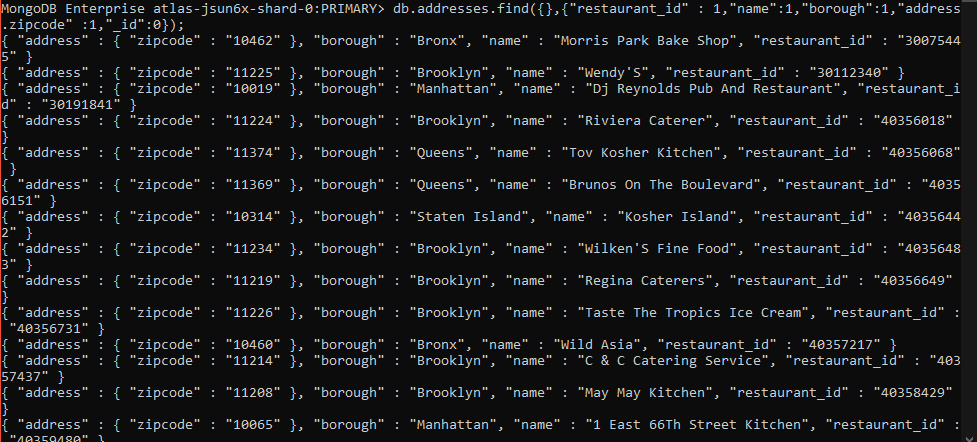 MongoDB Enterprise atlas-jsun6x-shard-0:PRIMARY> db.addresses.find({},{"restaurant_id" : 1,"name":1,"borough":1,"address
.zipcode" :1,"_id":0});
{ "address" : { "zipcode" : "10462" }, "borough" : "Bronx", "name" : "Morris Park Bake Shop", "restaurant_id" : "3007544
5" }
{ "address" : { "zipcode" : "11225" }, "borough" : "Brooklyn", "name" : "Wendy'S", "restaurant_id" : "30112340" }
{ "address" : { "zipcode" : "10019" }, "borough" : "Manhattan", "name" : "Dj Reynolds Pub And Restaurant", "restaurant_i
d" : "30191841" }
{ "address" : { "zipcode" : "11224" }, "borough" : "Brooklyn", "name" : "Riviera Caterer", "restaurant_id" : "40356018"
}
{ "address" : { "zipcode" : "11374" }, "borough" : "Queens", "name" : "Tov Kosher Kitchen", "restaurant_id" : "40356068"
 }
{ "address" : { "zipcode" : "11369" }, "borough" : "Queens", "name" : "Brunos On The Boulevard", "restaurant_id" : "4035
6151" }
{ "address" : { "zipcode" : "10314" }, "borough" : "Staten Island", "name" : "Kosher Island", "restaurant_id" : "4035644
2" }
{ "address" : { "zipcode" : "11234" }, "borough" : "Brooklyn", "name" : "Wilken'S Fine Food", "restaurant_id" : "4035648
3" }
{ "address" : { "zipcode" : "11219" }, "borough" : "Brooklyn", "name" : "Regina Caterers", "restaurant_id" : "40356649"
}
{ "address" : { "zipcode" : "11226" }, "borough" : "Brooklyn", "name" : "Taste The Tropics Ice Cream", "restaurant_id" :
 "40356731" }
{ "address" : { "zipcode" : "10460" }, "borough" : "Bronx", "name" : "Wild Asia", "restaurant_id" : "40357217" }
{ "address" : { "zipcode" : "11214" }, "borough" : "Brooklyn", "name" : "C & C Catering Service", "restaurant_id" : "403
57437" }
{ "address" : { "zipcode" : "11208" }, "borough" : "Brooklyn", "name" : "May May Kitchen", "restaurant_id" : "40358429"
}
{ "address" : { "zipcode" : "10065" }, "borough" : "Manhattan", "name" : "1 East 66Th Street Kitchen", "restaurant_id" :
 "40359480" }